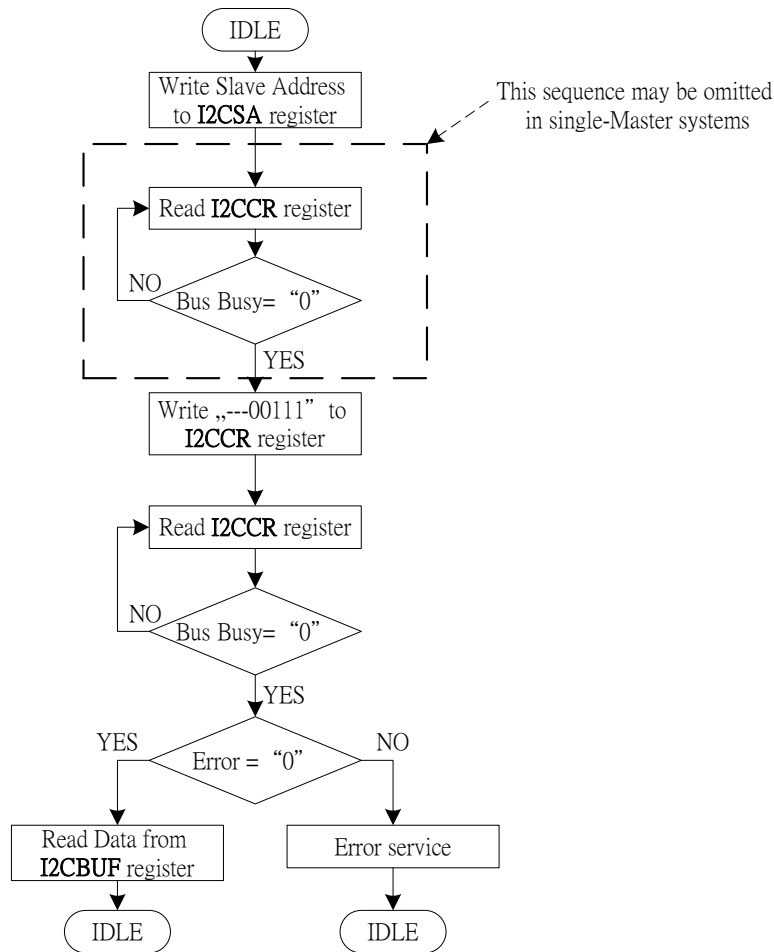 IDLE
Write Slave Address
to I2CSA register
This sequence may be omitted
in single-Master systems
Read I2CCR register
NO
Bus Busy= “0”
YES
Write „---00111” to
I2CCR register
Read I2CCR register
NO
Bus Busy= “0”
YES
YES
Error = “0”
NO
Read Data from
I2CBUF register
Error service
IDLE
IDLE